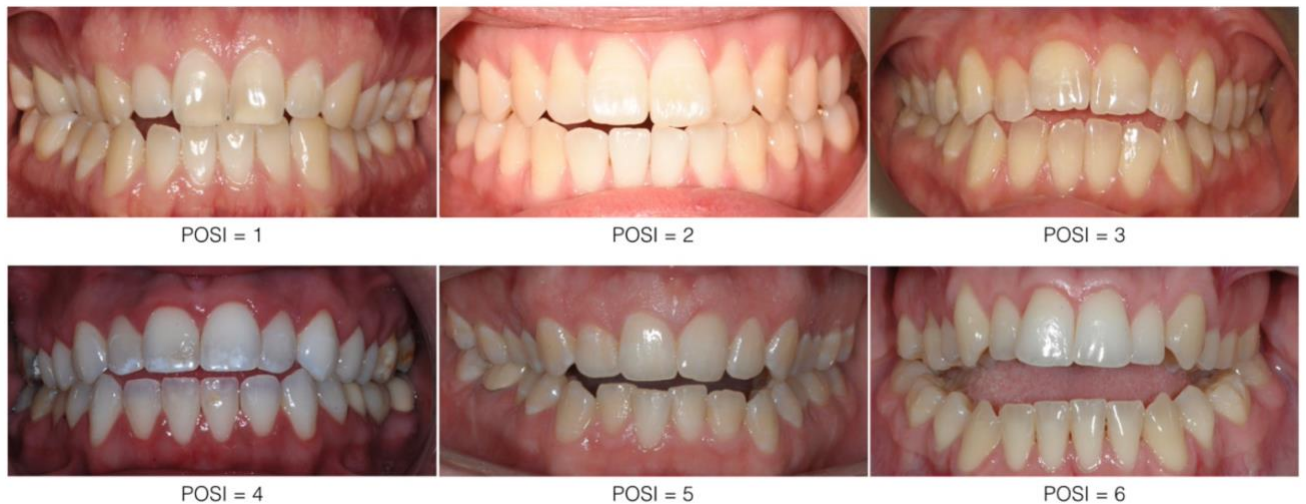 POSI = 1
POSI = 2
POSI = 3
POSI = 4
POSI = 5
POSI = 6